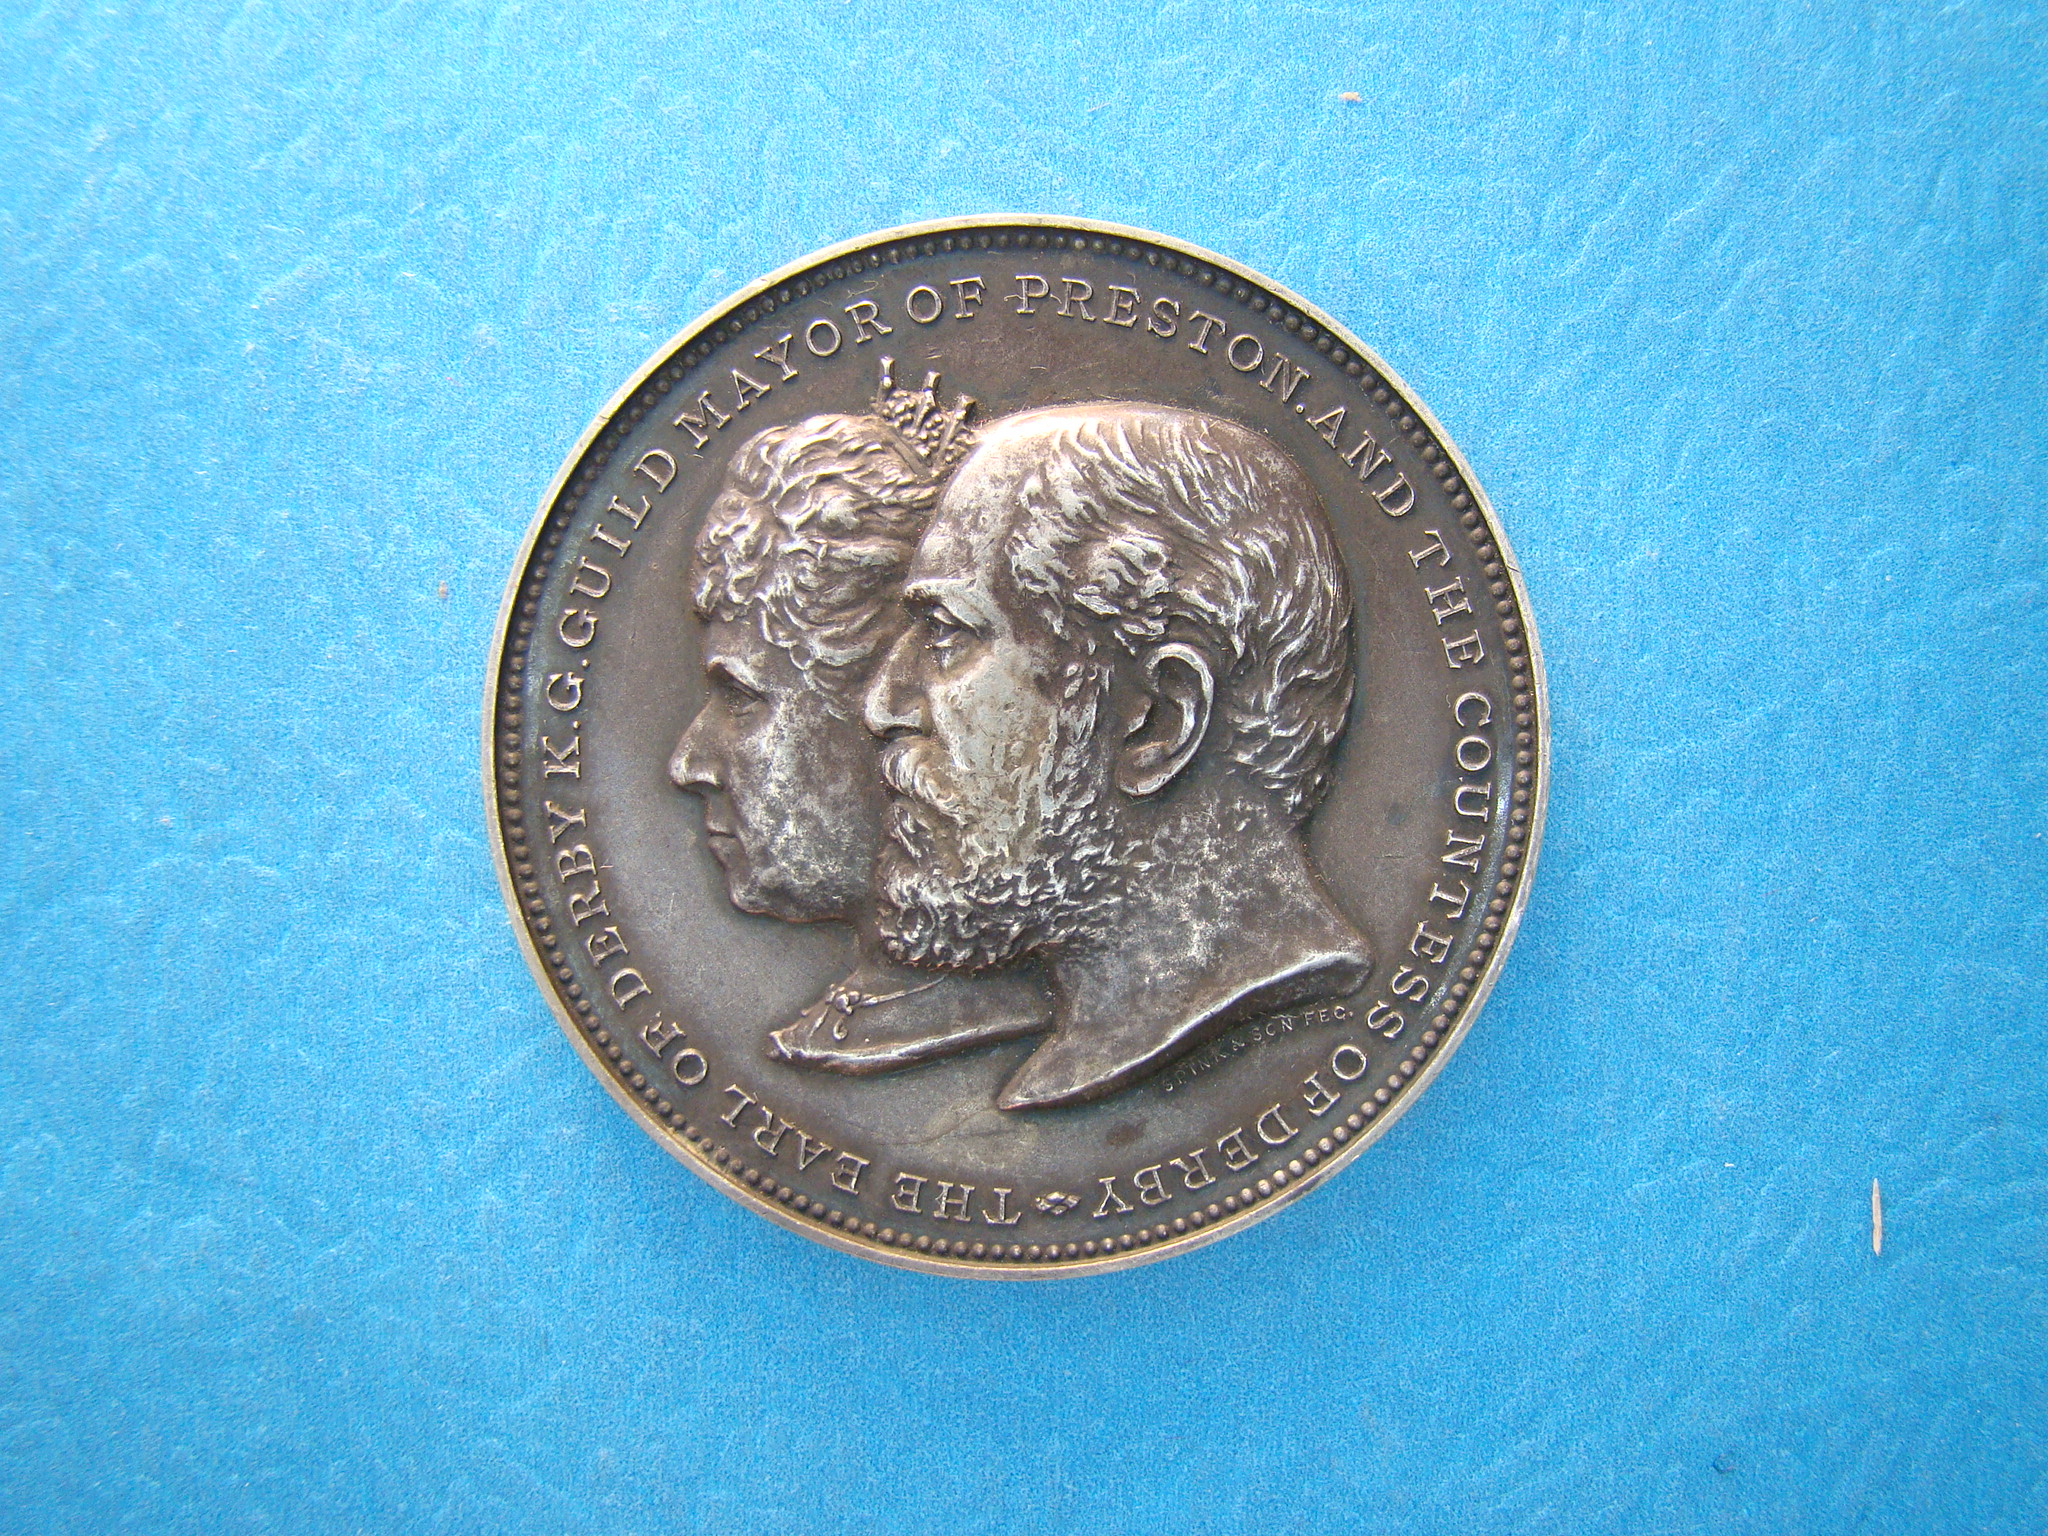 THE EARL OF DERBY K.G. GUILD MAYOR OF PRESTON. AND THE COUNTESS OF DERBY
SPINK & SON FEC.